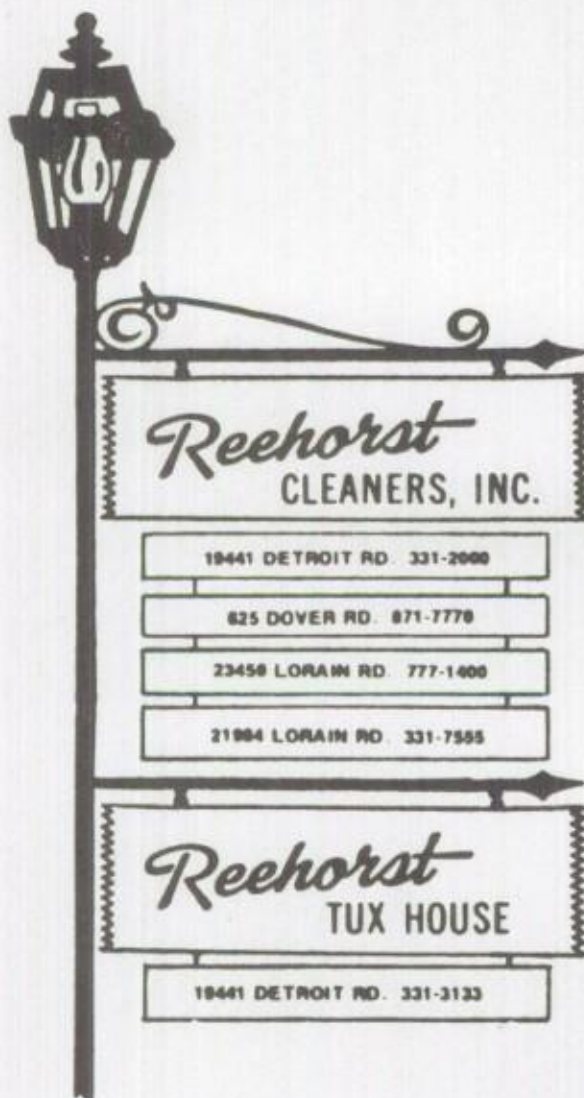 Reehorst
CLEANERS, INC.
19441 DETROIT RD. 331-2000
625 DOVER RD. 871-7770
23450 LORAIN RD. 777-1400
21984 LORAIN RD. 331-7555
Reehorst
TUX HOUSE
19441 DETROIT RD. 331-3133